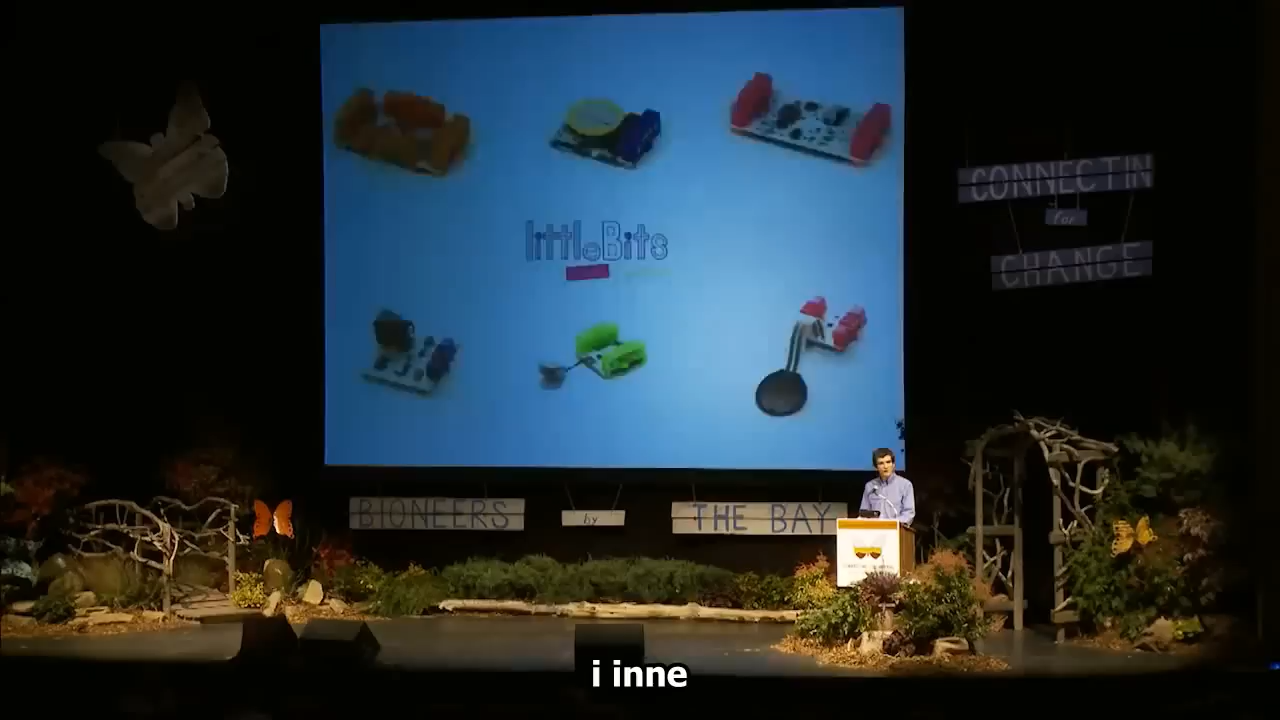 littleBits
CONNECTIN
for
CHANGE
BIONEERS
by
THE BAY
i inne